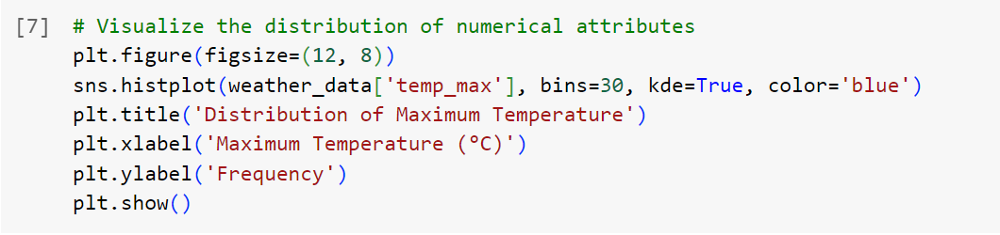 [7] # Visualize the distribution of numerical attributes
plt.figure(figsize=(12, 8))
sns.histplot(weather_data['temp_max'], bins=30, kde=True, color='blue')
plt.title('Distribution of Maximum Temperature')
plt.xlabel('Maximum Temperature (°C)')
plt.ylabel('Frequency')
plt.show()